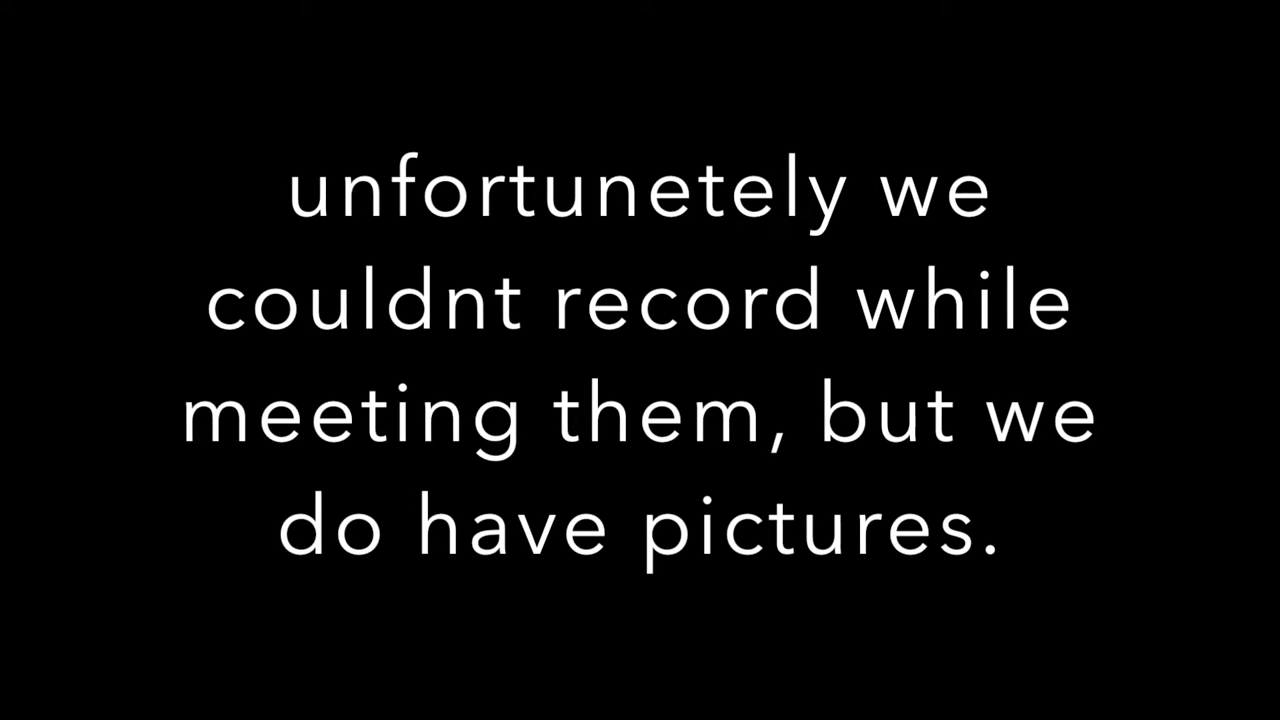 unfortunetely we
couldnt record while
meeting them, but we
do have pictures.